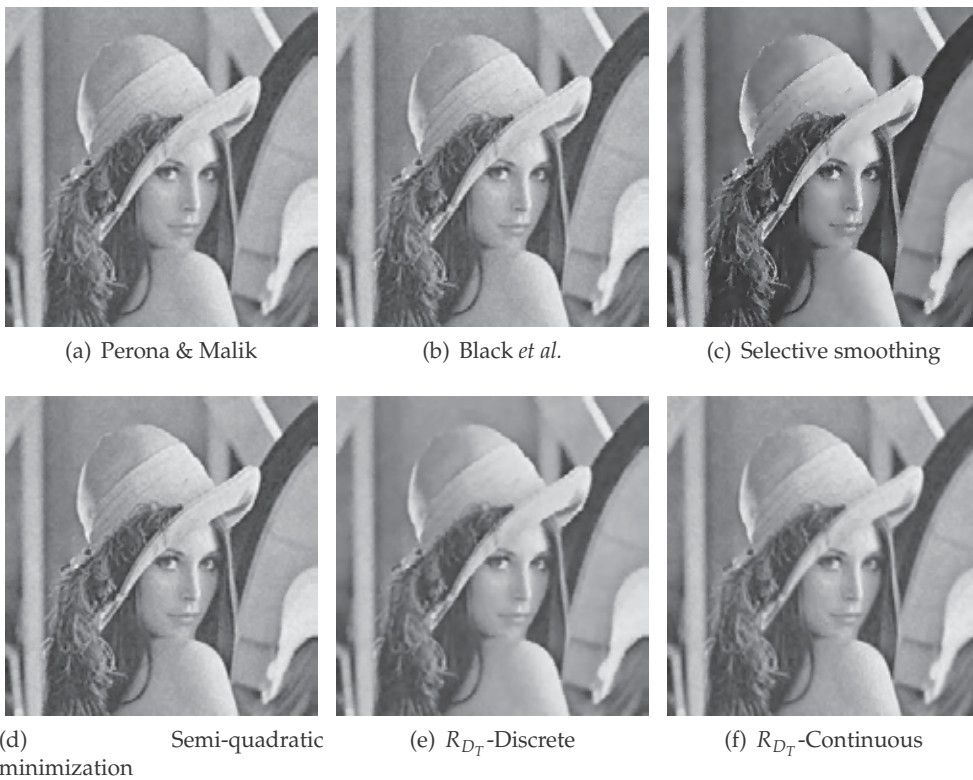 (a) Perona & Malik
(b) Black et al.
(c) Selective smoothing
(d) Semi-quadratic
minimization
(e) R_{D_T}-Discrete
(f) R_{D_T}-Continuous